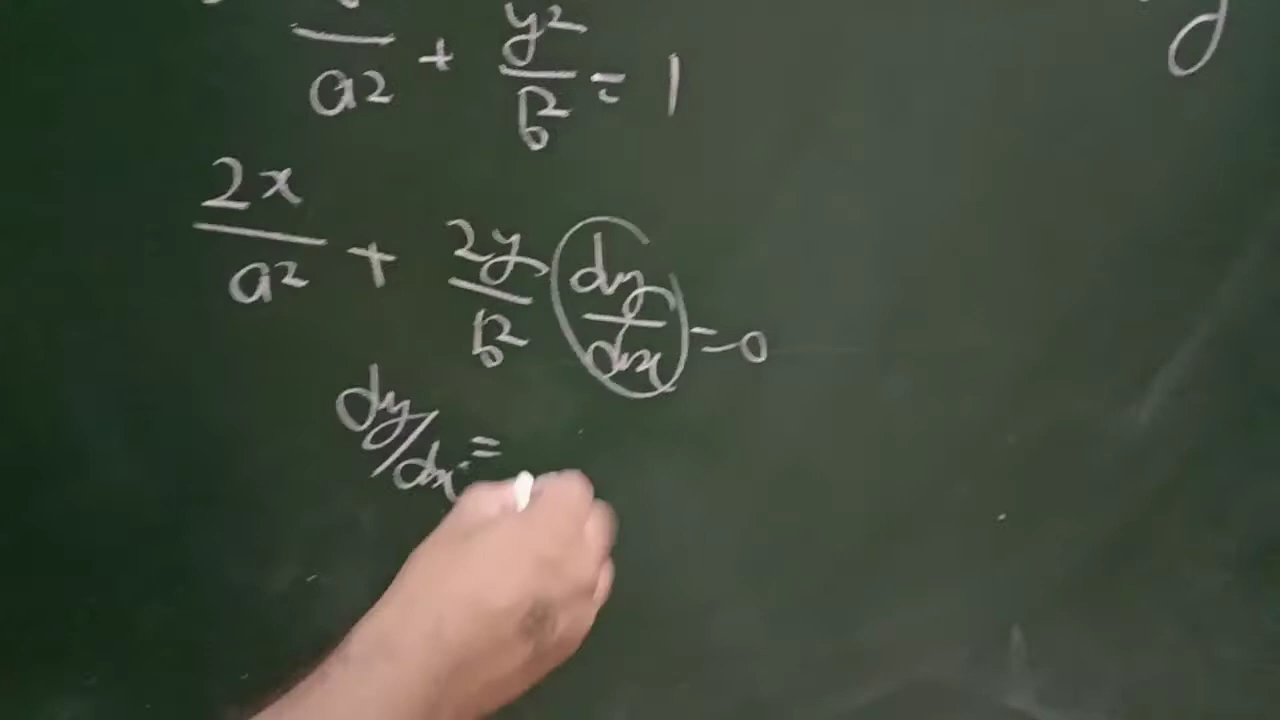 /a² + y²/b² = 1
2x/a² + 2y/b² dy/dx = 0
dy/dx =
y